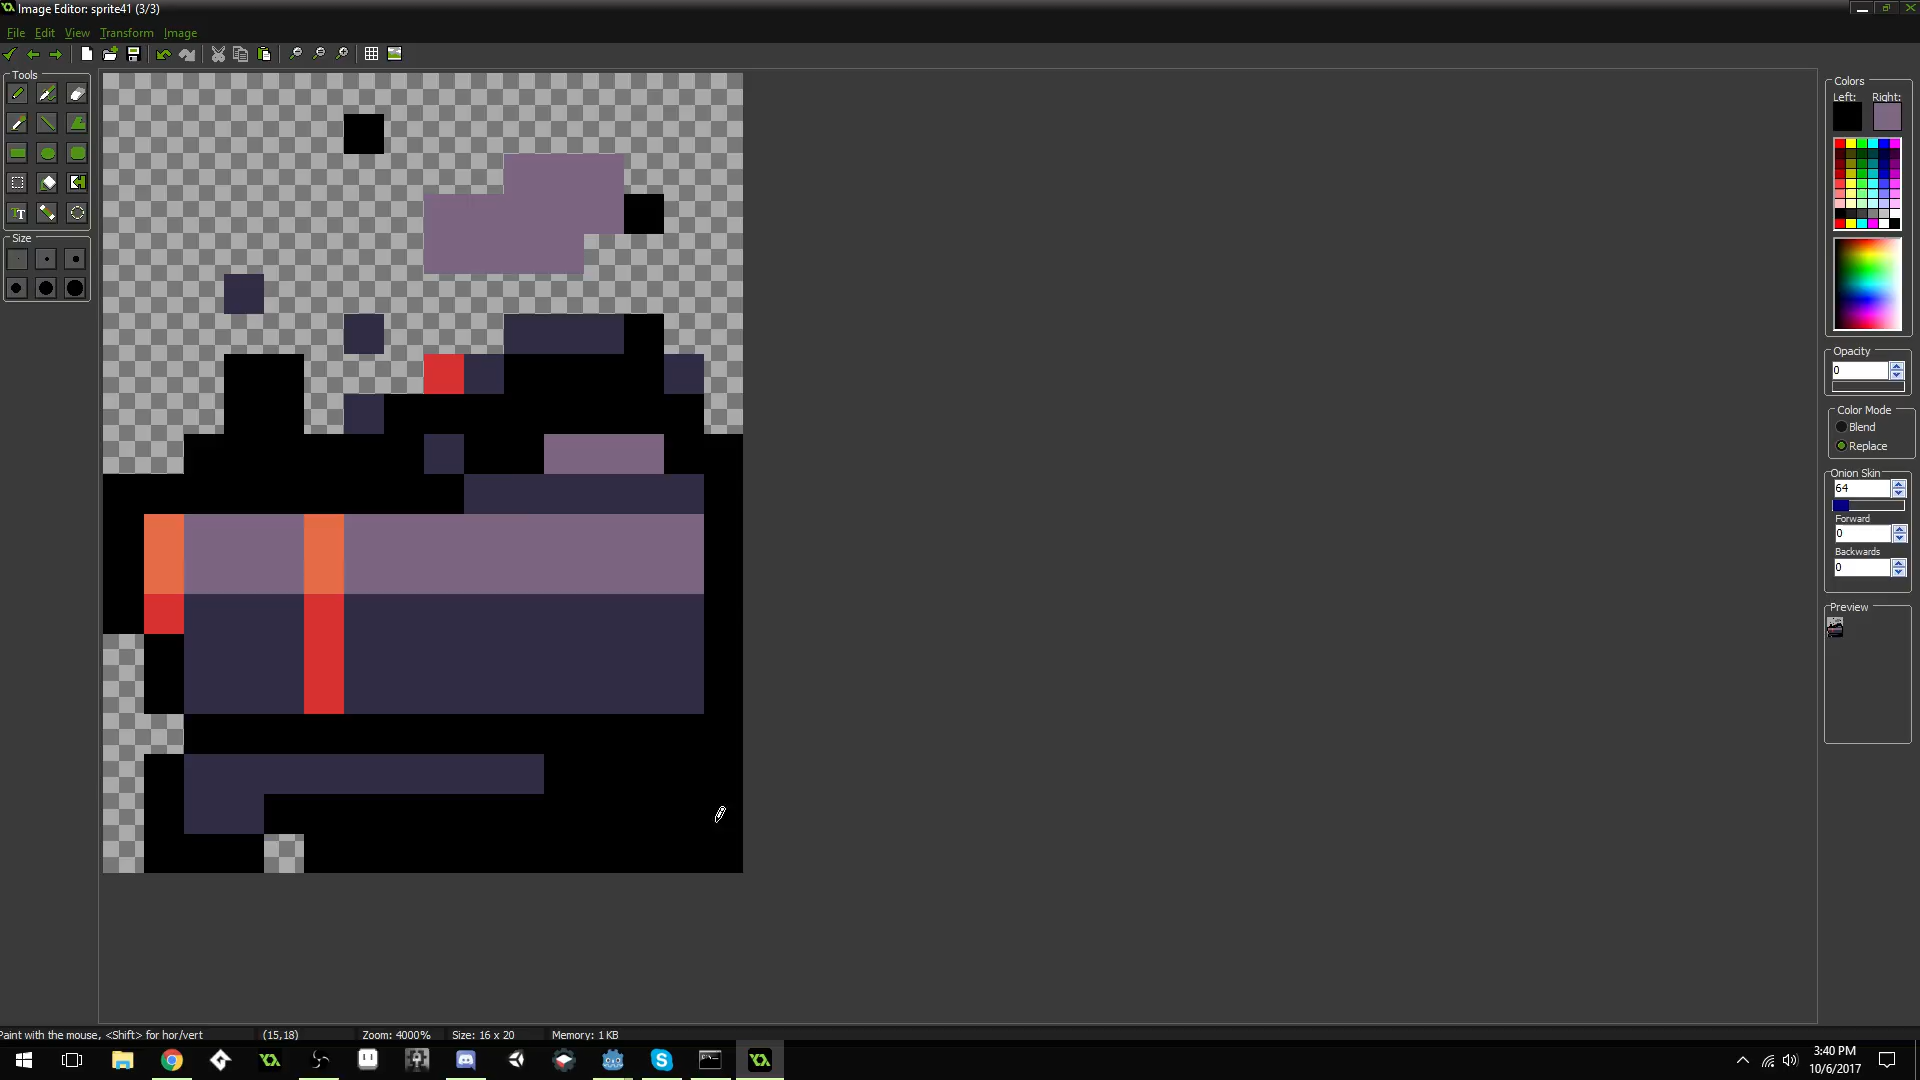 Image Editor: sprite41 (3/3)
File Edit View Transform Image
Tools
Size
Colors
Left: Right:
Opacity
0
Color Mode
Blend
Replace
Onion Skin
64
Forward
0
Backwards
0
Preview
Paint with the mouse, <Shift> for hor/vert (15,18) Zoom: 4000% Size: 16 x 20 Memory: 1 KB
3:40 PM
10/6/2017